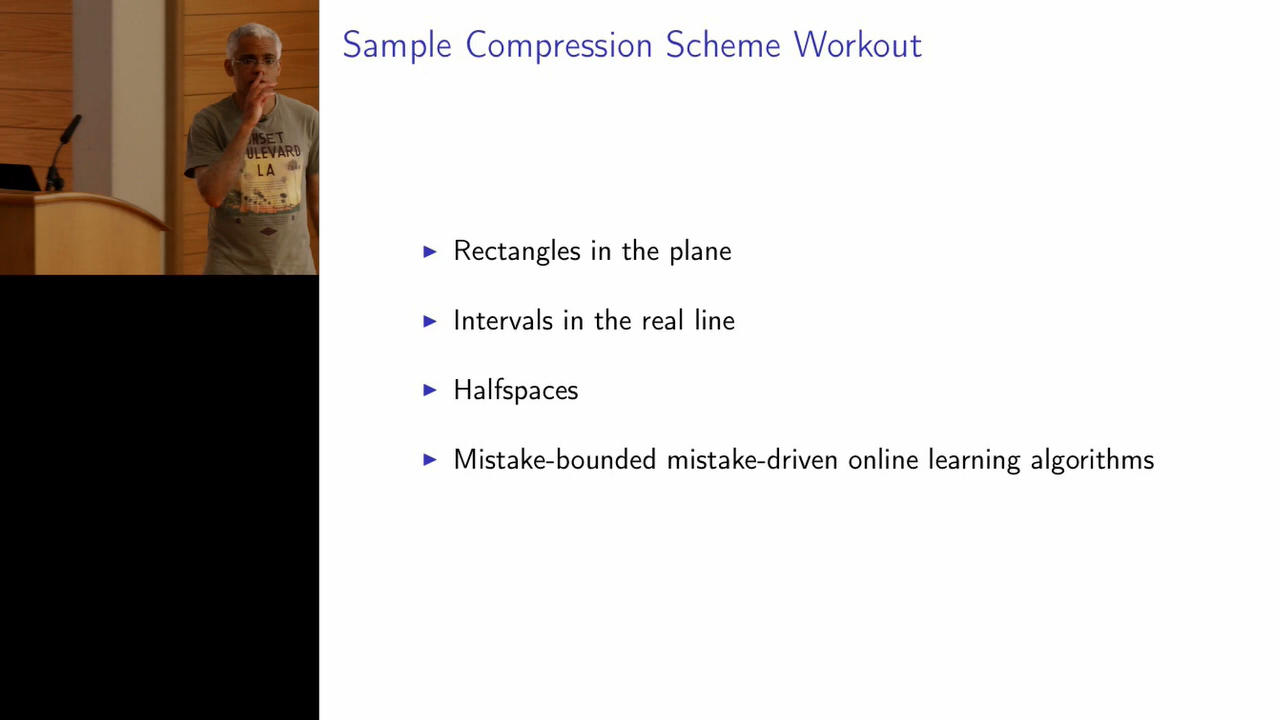 Sample Compression Scheme Workout
Rectangles in the plane
Intervals in the real line
Halfspaces
Mistake-bounded mistake-driven online learning algorithms
LA